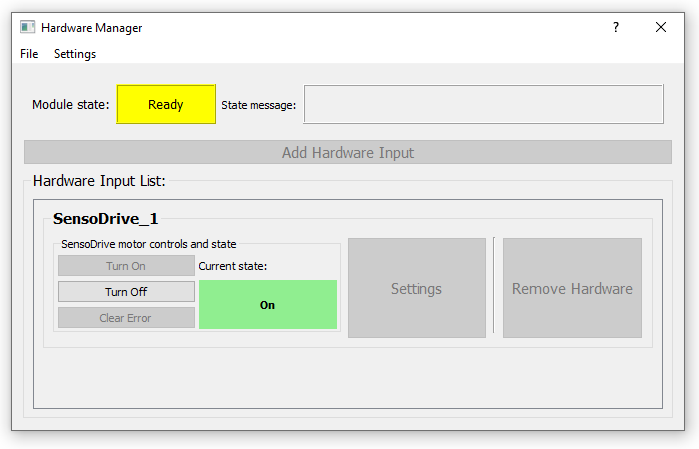 Hardware Manager ?
File Settings
Module state: Ready State message:
Add Hardware Input
Hardware Input List:
SensoDrive_1
SensoDrive motor controls and state
Turn On Current state:
Turn Off
On
Clear Error
Settings
Remove Hardware